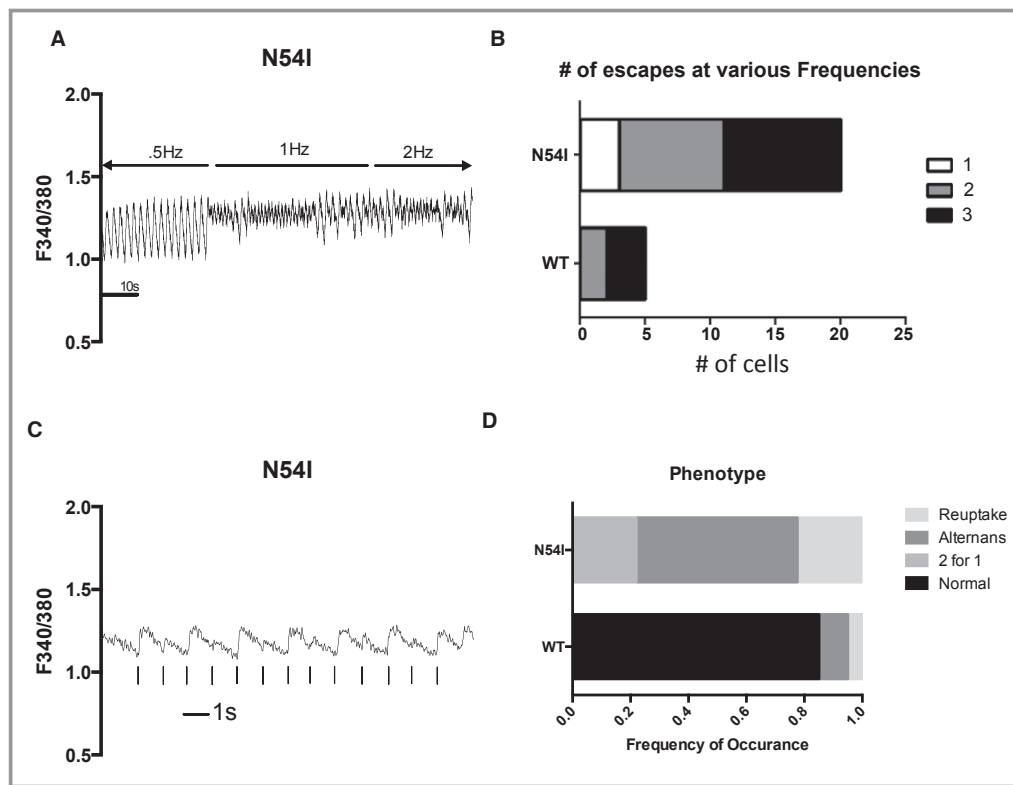 A
N54I
2.0
1.5
1.0
0.5
F340/380
.5Hz
1Hz
2Hz
10s
B
# of escapes at various Frequencies
N54I
WT
0
5
10
15
20
25
# of cells
1
2
3
C
N54I
2.0
1.5
1.0
0.5
F340/380
1s
D
Phenotype
N54I
WT
0.0
0.2
0.4
0.6
0.8
1.0
Frequency of Occurance
Reuptake
Alternans
2 for 1
Normal